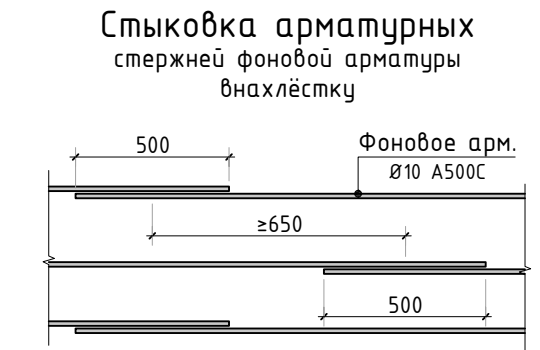 Стыковка арматурных
стержней фоновой арматуры
внахлёстку
500
Фоновое арм.
Ø10 А500С
≥650
500